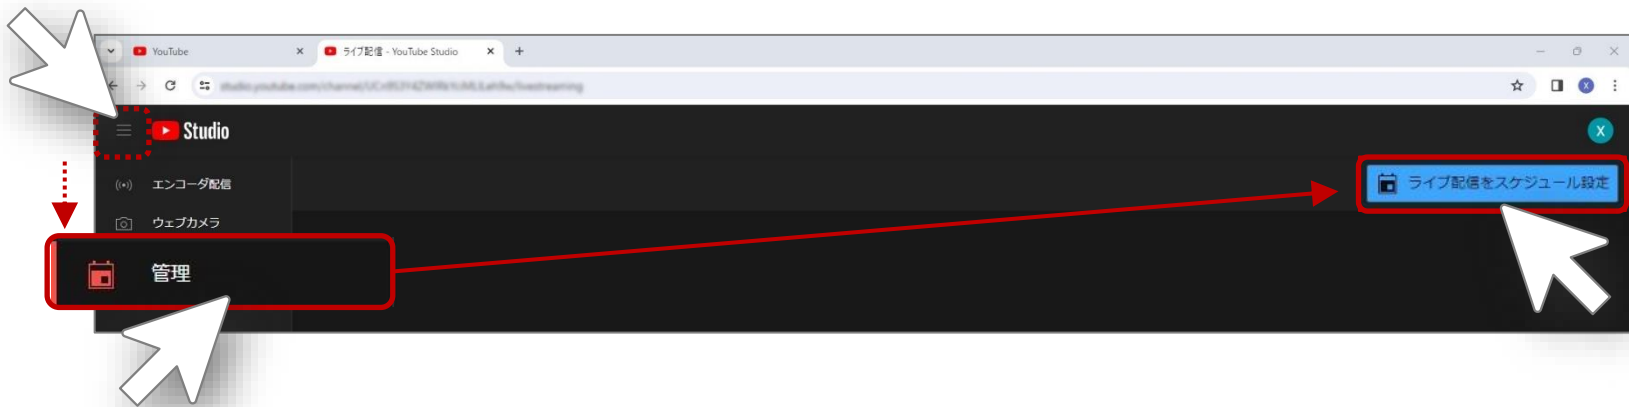 YouTube
ライブ配信 - YouTube Studio
Studio
X
エンコーダ配信
ライブ配信をスケジュール設定
ウェブカメラ
管理